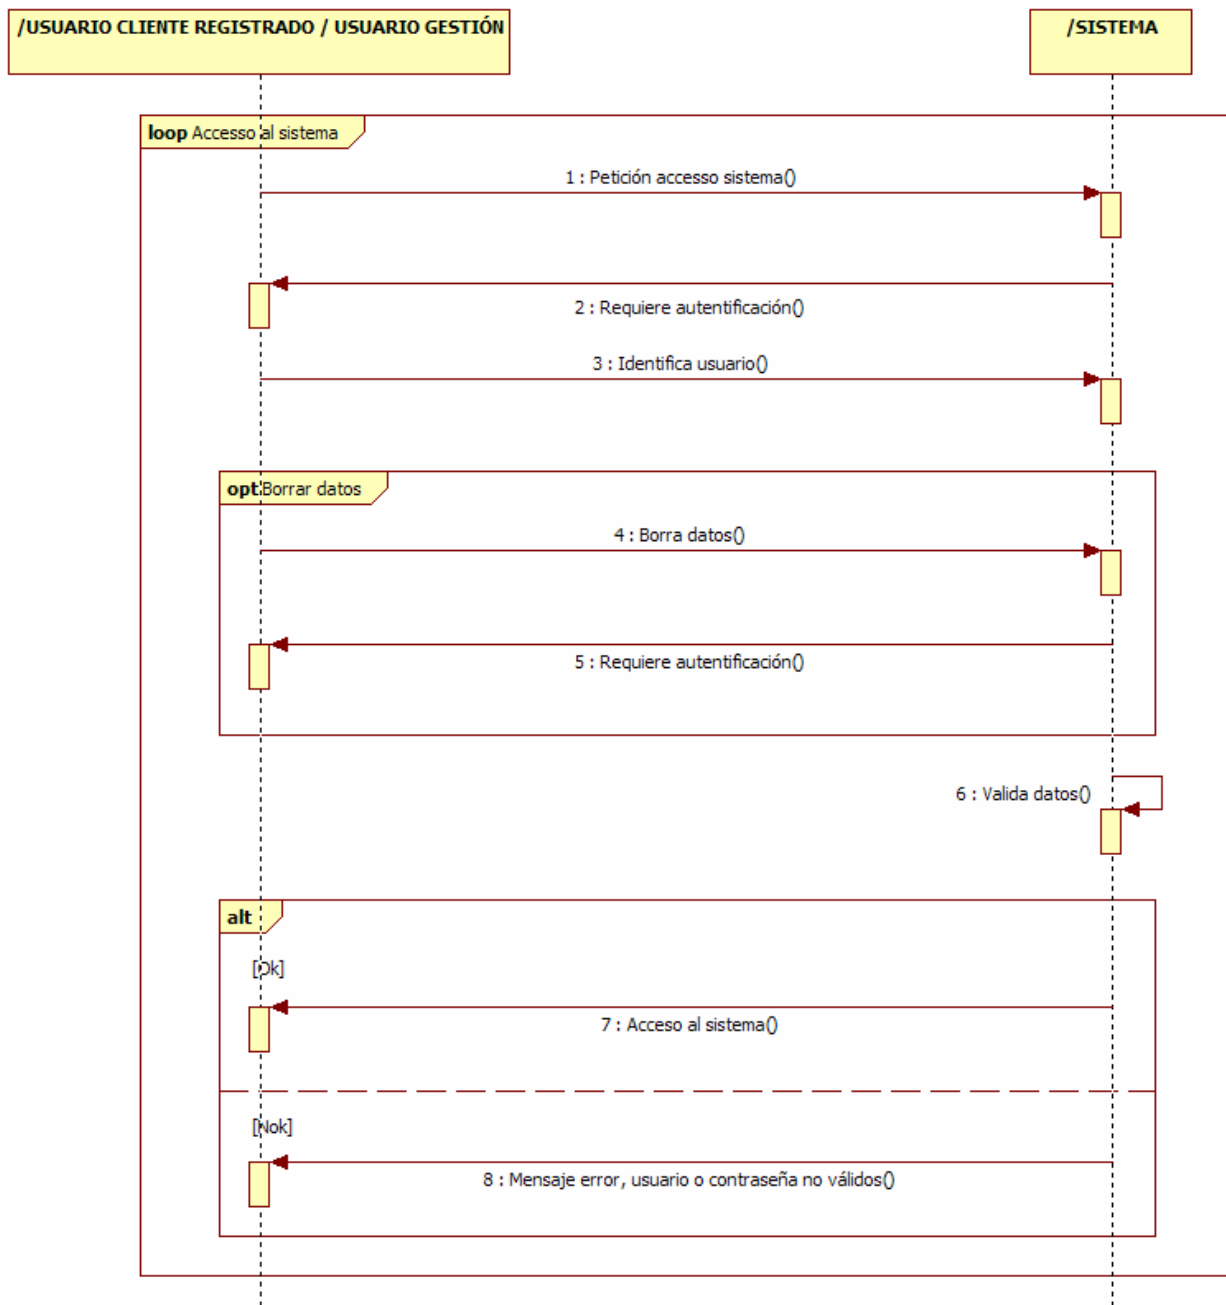 /USUARIO CLIENTE REGISTRADO / USUARIO GESTIÓN
/SISTEMA
loop Accesso al sistema
1 : Petición accesso sistema()
2 : Requiere autentificación()
3 : Identifica usuario()
opt Borrar datos
4 : Borra datos()
5 : Requiere autentificación()
6 : Valida datos()
alt
[Ok]
7 : Acceso al sistema()
[Nok]
8 : Mensaje error, usuario o contraseña no válidos()